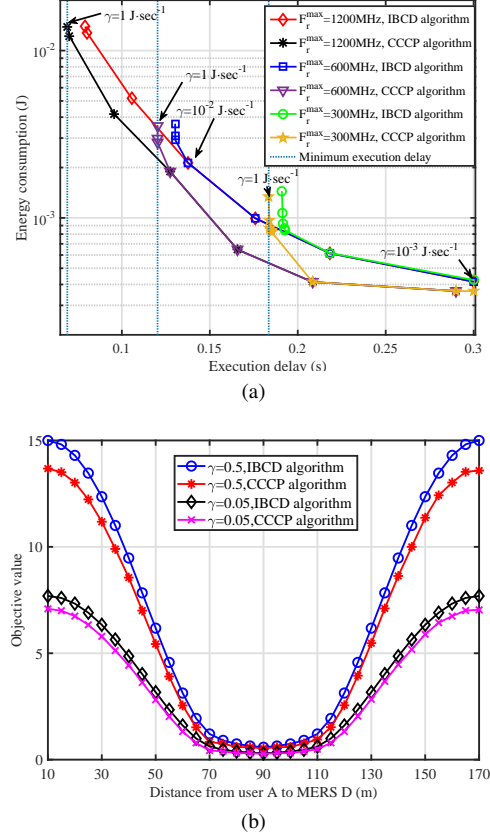 10⁻²
10⁻³
Energy consumption (J)
γ=1 J·sec⁻¹
γ=1 J·sec⁻¹
γ=10⁻² J·sec⁻¹
γ=1 J·sec⁻¹
γ=10⁻³ J·sec⁻¹
F_r^max=1200MHz, IBCD algorithm
F_r^max=1200MHz, CCCP algorithm
F_r^max=600MHz, IBCD algorithm
F_r^max=600MHz, CCCP algorithm
F_r^max=300MHz, IBCD algorithm
F_r^max=300MHz, CCCP algorithm
Minimum execution delay
0.1 0.15 0.2 0.25 0.3
Execution delay (s)
(a)
15
10
5
0
Objective value
γ=0.5,IBCD algorithm
γ=0.5,CCCP algorithm
γ=0.05,IBCD algorithm
γ=0.05,CCCP algorithm
10 30 50 70 90 110 130 150 170
Distance from user A to MERS D (m)
(b)